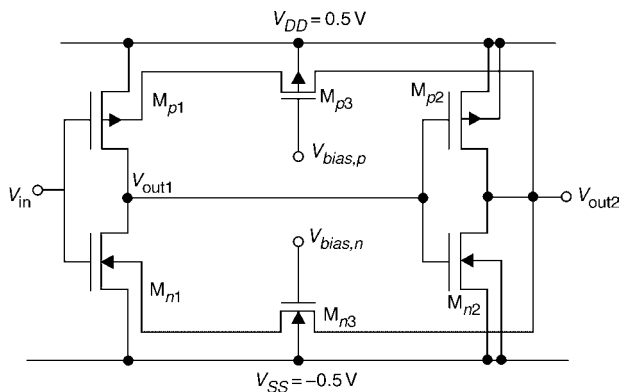 V_DD = 0.5 V
M_p1
M_p3
M_p2
V_bias,p
V_out1
V_in
V_out2
V_bias,n
M_n1
M_n3
M_n2
V_SS = −0.5 V